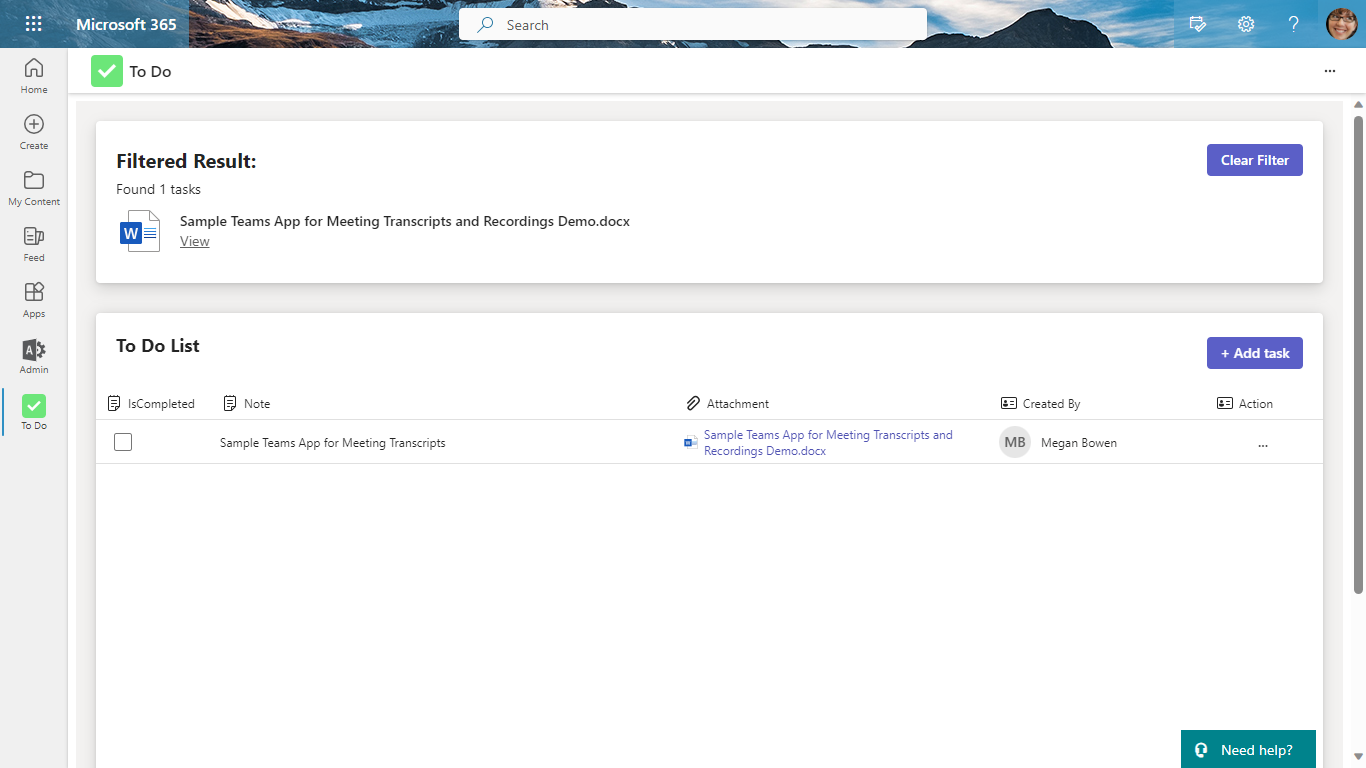 Microsoft 365
Search
?
Home
Create
My Content
Feed
Apps
Admin
To Do
To Do
...
Filtered Result:
Clear Filter
Found 1 tasks
Sample Teams App for Meeting Transcripts and Recordings Demo.docx
View
To Do List
+ Add task
IsCompleted
Note
Attachment
Created By
Action
Sample Teams App for Meeting Transcripts
Sample Teams App for Meeting Transcripts and
Recordings Demo.docx
MB
Megan Bowen
...
Need help?